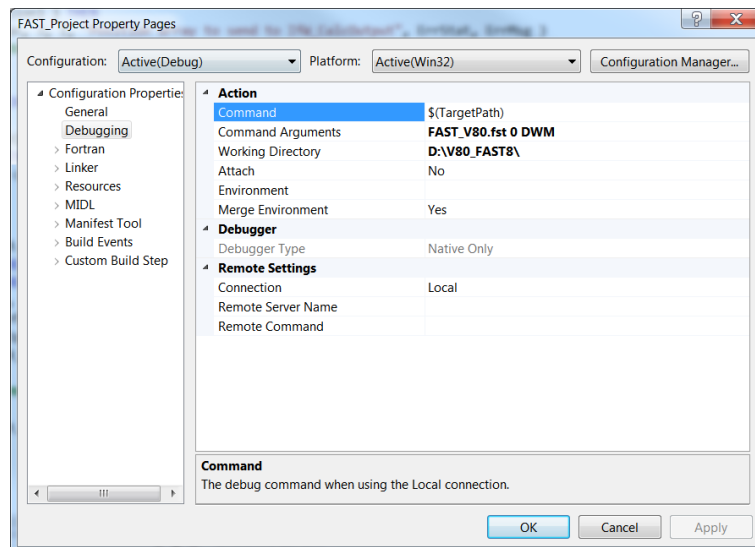 FAST_Project Property Pages
Configuration: Active(Debug) Platform: Active(Win32) Configuration Manager...
Configuration Properties
General
Debugging
Fortran
Linker
Resources
MIDL
Manifest Tool
Build Events
Custom Build Step
Action
Command $(TargetPath)
Command Arguments FAST_V80.fst 0 DWM
Working Directory D:\V80_FAST8\
Attach No
Environment
Merge Environment Yes
Debugger
Debugger Type Native Only
Remote Settings
Connection Local
Remote Server Name
Remote Command
Command
The debug command when using the Local connection.
OK Cancel Apply